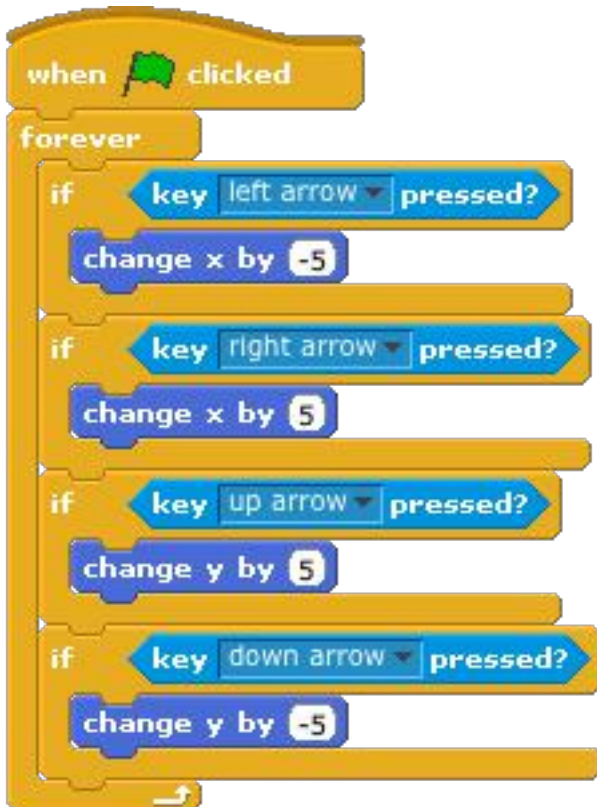 when clicked
forever
if key left arrow pressed?
change x by -5
if key right arrow pressed?
change x by 5
if key up arrow pressed?
change y by 5
if key down arrow pressed?
change y by -5